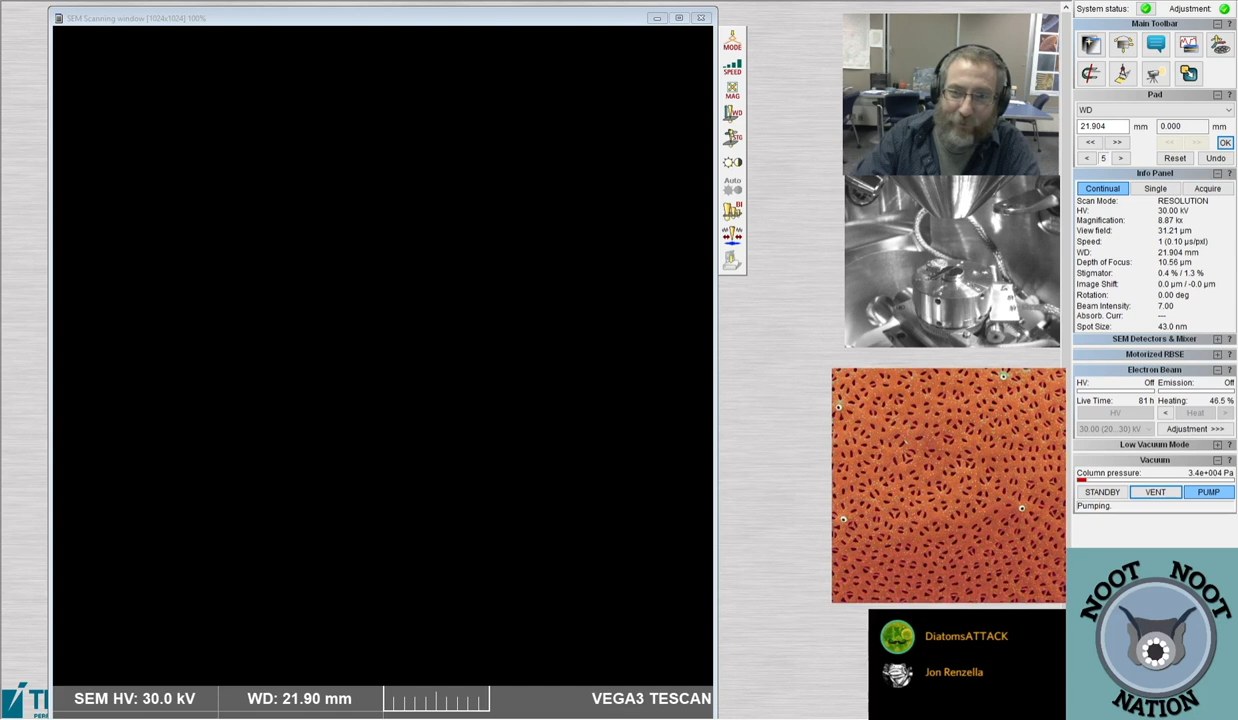 SEM Scanning window [1024x1024] 100%
MODE
SPEED
MAG
WD
STG
Auto
BI
SEM HV: 30.0 kV
WD: 21.90 mm
VEGA3 TESCAN
DiatomsATTACK
Jon Renzella
System status:
Adjustment:
Main Toolbar - ?
Pad - ?
WD
21.904 mm 0.000 mm
<< >> << >> OK
< 5 > Reset Undo
Info Panel - ?
Continual Single Acquire
Scan Mode: RESOLUTION
HV: 30.00 kV
Magnification: 8.87 kx
View field: 31.21 µm
Speed: 1 (0.10 µs/pxl)
WD: 21.904 mm
Depth of Focus: 10.56 µm
Stigmator: 0.4 % / 1.3 %
Image Shift: 0.0 µm / -0.0 µm
Rotation: 0.00 deg
Beam Intensity: 7.00
Absorb. Curr: ---
Spot Size: 43.0 nm
SEM Detectors & Mixer + ?
Motorized RBSE + ?
Electron Beam - ?
HV: Off Emission: Off
Live Time: 81 h Heating: 46.5 %
HV < Heat >
30.00 (20...30) kV Adjustment >>>
Low Vacuum Mode + ?
Vacuum - ?
Column pressure: 3.4e+004 Pa
STANDBY VENT PUMP
Pumping.
NOOT NOOT
NATION